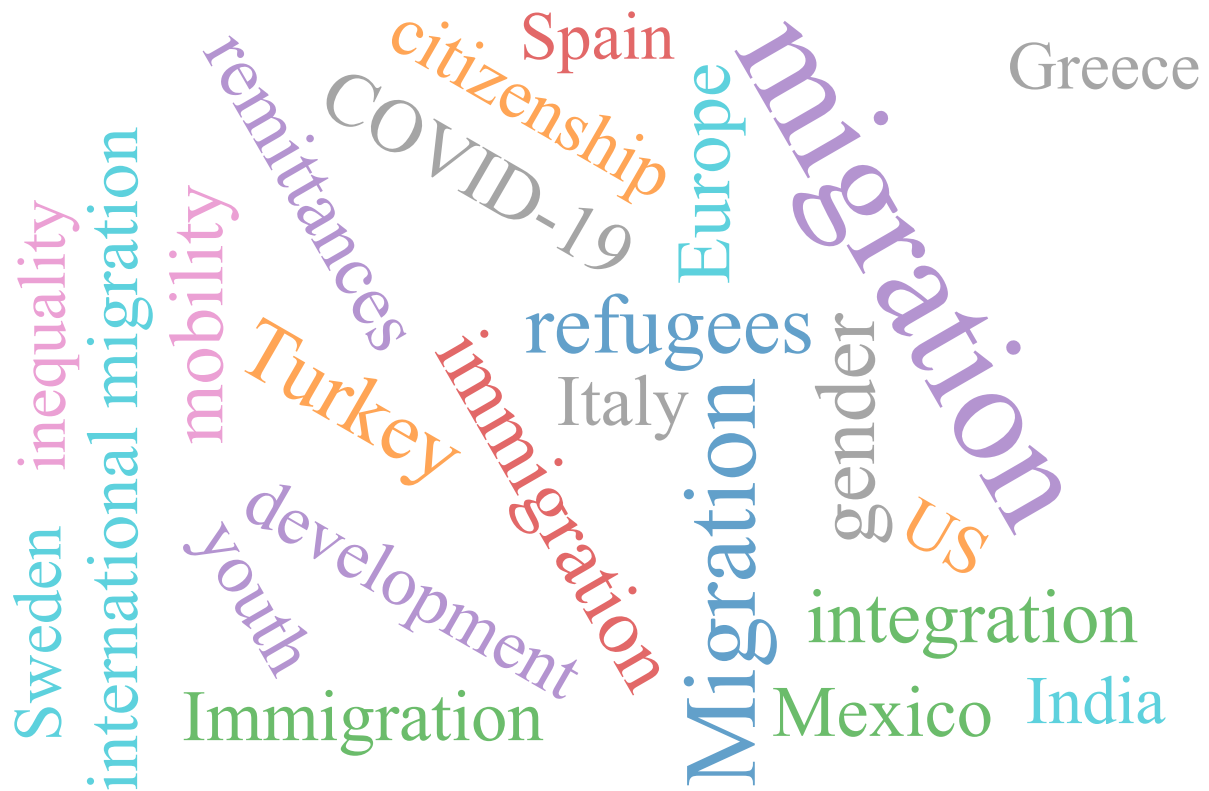 Spain
citizenship
migration
Greece
remittances
COVID-19
Europe
international migration
mobility
inequality
refugees
Turkey
immigration
Italy
gender
Migration
development
US
youth
Sweden
integration
Immigration
Mexico
India